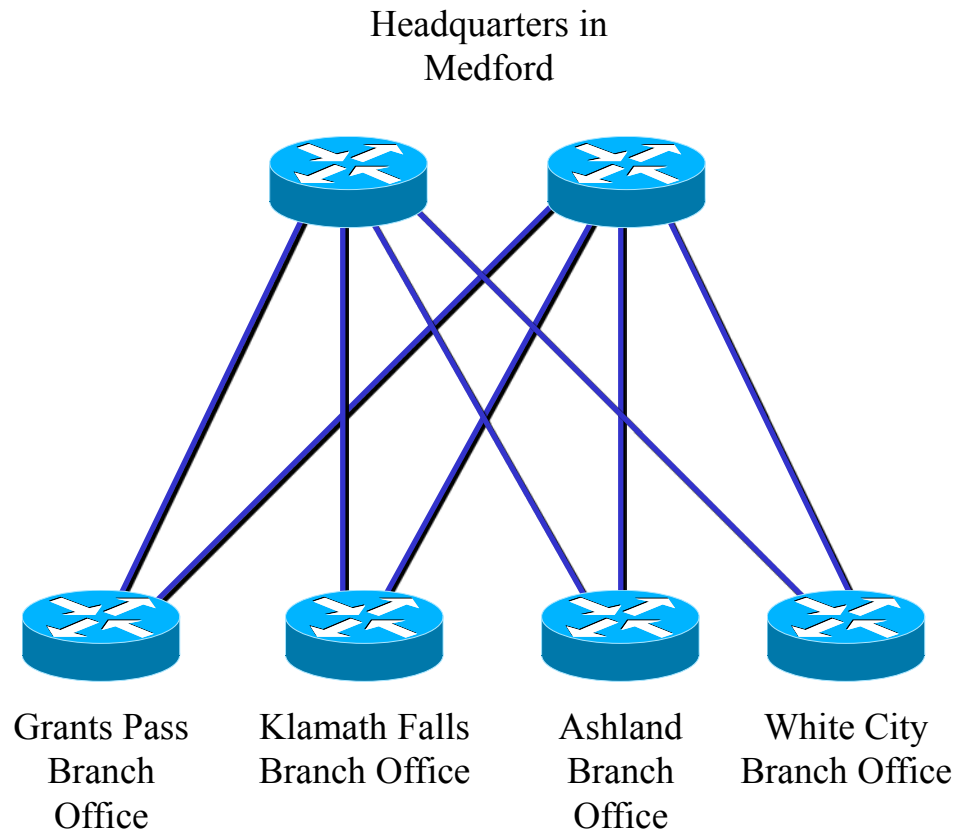 Headquarters in
Medford
Grants Pass
Branch
Office
Klamath Falls
Branch Office
Ashland
Branch
Office
White City
Branch Office